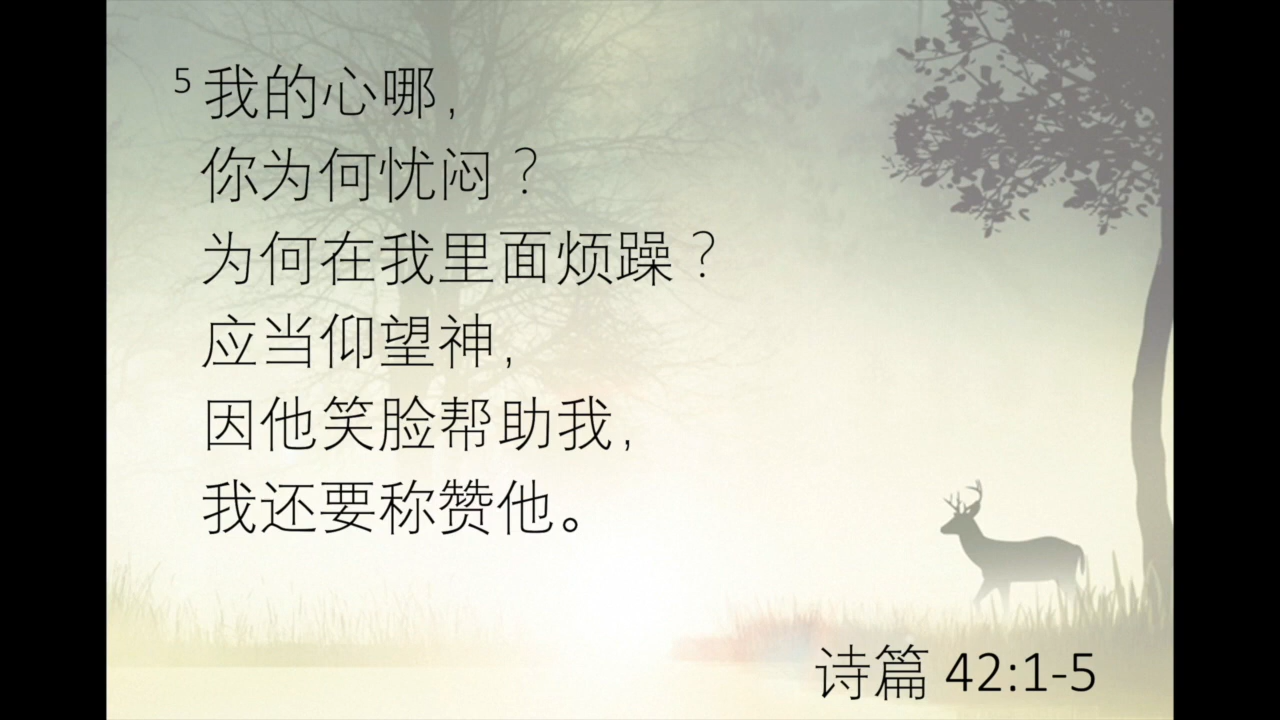 5 我的心哪，
你为何忧闷？
为何在我里面烦躁？
应当仰望神，
因他笑脸帮助我，
我还要称赞他。
诗篇 42:1-5